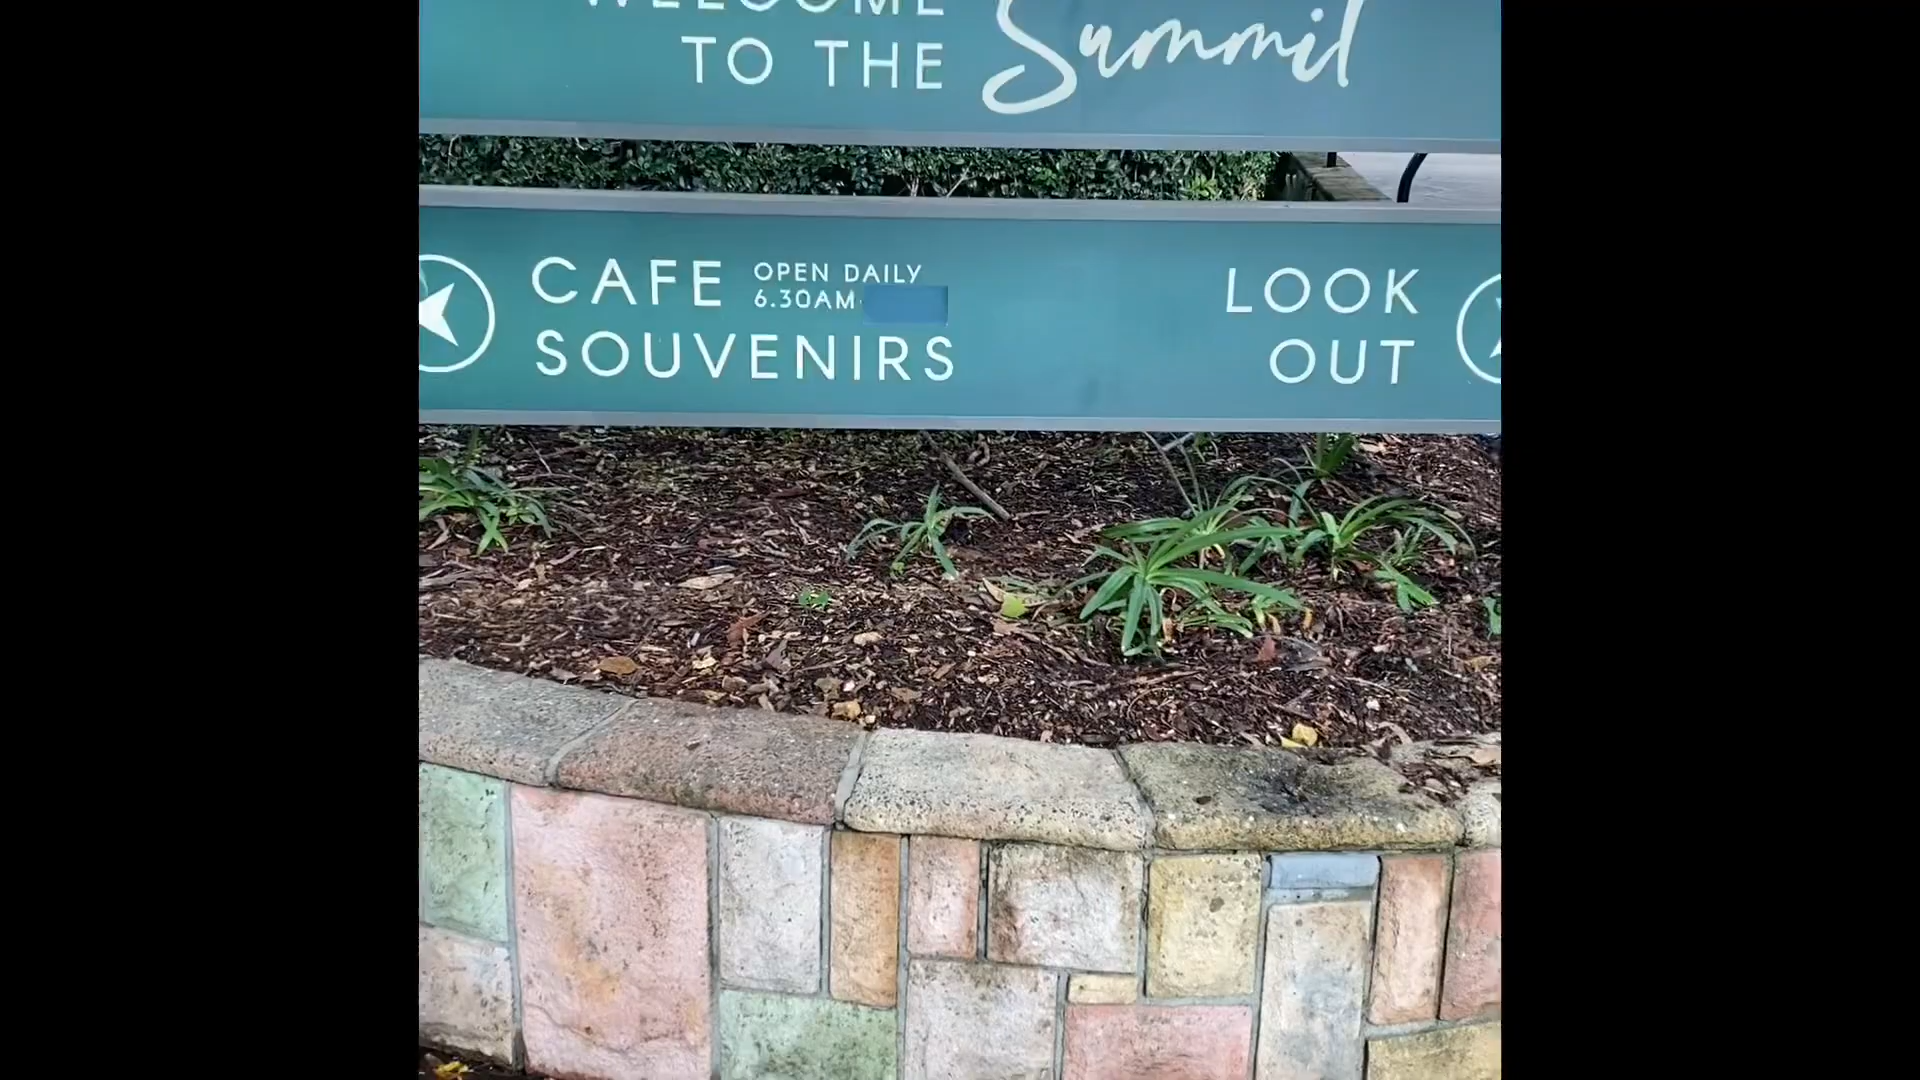 WELCOME
TO THE Summit
CAFE OPEN DAILY
6.30AM-
SOUVENIRS
LOOK
OUT